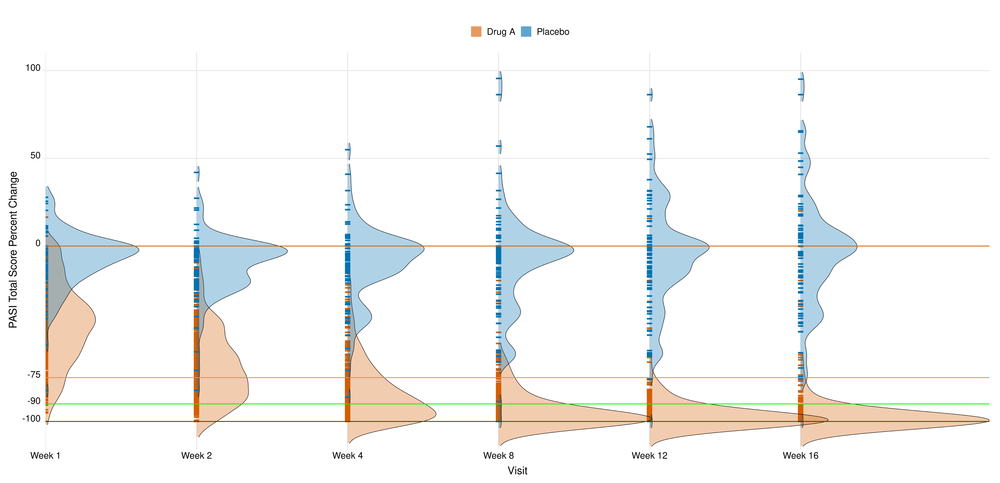 Drug A Placebo
100
50
0
-75
-90
-100
PASI Total Score Percent Change
Week 1 Week 2 Week 4 Week 8 Week 12 Week 16
Visit